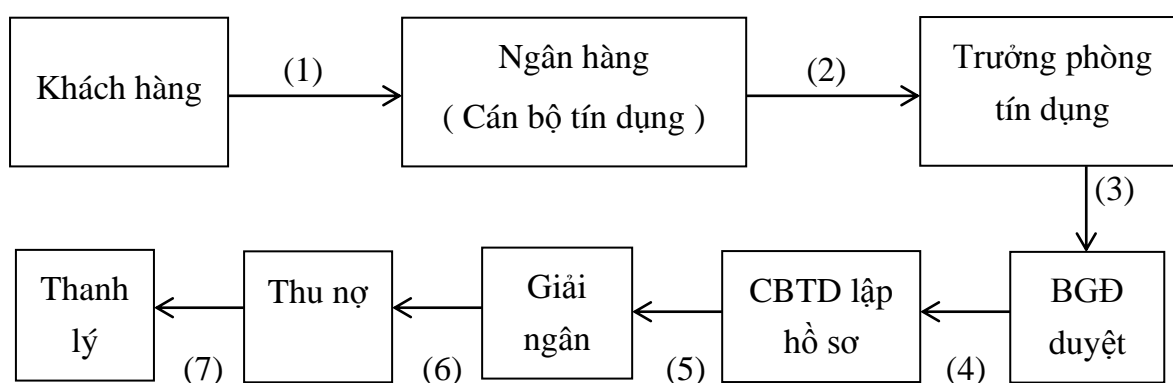 Khách hàng
(1)
Ngân hàng
( Cán bộ tín dụng )
(2)
Trưởng phòng
tín dụng
(3)
BGĐ
duyệt
(4)
CBTD lập
hồ sơ
(5)
Giải
ngân
(6)
Thu nợ
(7)
Thanh
lý